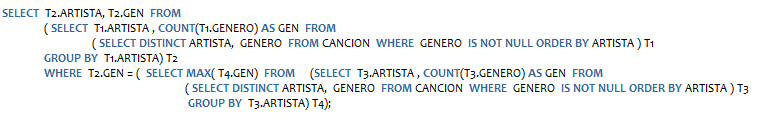 SELECT T2.ARTISTA, T2.GEN FROM
( SELECT T1.ARTISTA , COUNT(T1.GENERO) AS GEN FROM
( SELECT DISTINCT ARTISTA, GENERO FROM CANCION WHERE GENERO IS NOT NULL ORDER BY ARTISTA ) T1
GROUP BY T1.ARTISTA) T2
WHERE T2.GEN = ( SELECT MAX( T4.GEN) FROM (SELECT T3.ARTISTA , COUNT(T3.GENERO) AS GEN FROM
( SELECT DISTINCT ARTISTA, GENERO FROM CANCION WHERE GENERO IS NOT NULL ORDER BY ARTISTA ) T3
GROUP BY T3.ARTISTA) T4);